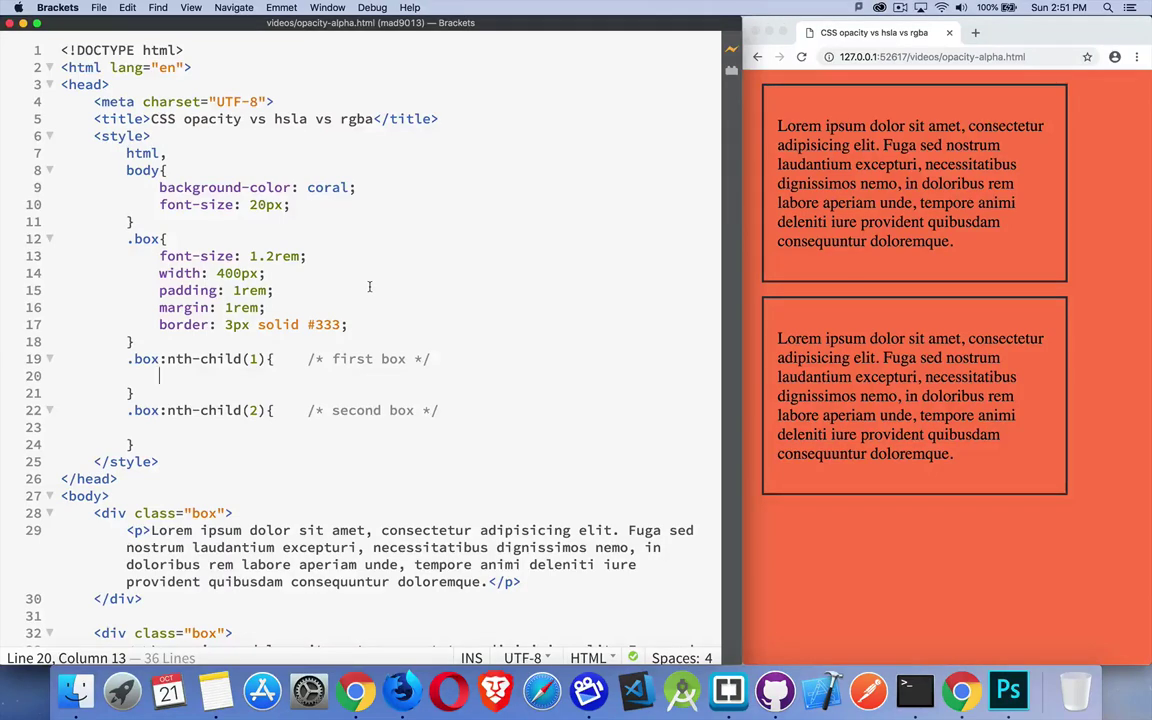 Brackets File Edit Find View Navigate Emmet Window Debug Help
100% Sun 2:51 PM
videos/opacity-alpha.html (mad9013) — Brackets
CSS opacity vs hsla vs rgba
127.0.0.1:52617/videos/opacity-alpha.html
1 <!DOCTYPE html>
2 <html lang="en">
3 <head>
4 <meta charset="UTF-8">
5 <title>CSS opacity vs hsla vs rgba</title>
6 <style>
7 html,
8 body{
9 background-color: coral;
10 font-size: 20px;
11 }
12 .box{
13 font-size: 1.2rem;
14 width: 400px;
15 padding: 1rem;
16 margin: 1rem;
17 border: 3px solid #333;
18 }
19 .box:nth-child(1){ /* first box */
20
21 }
22 .box:nth-child(2){ /* second box */
23
24 }
25 </style>
26 </head>
27 <body>
28 <div class="box">
29 <p>Lorem ipsum dolor sit amet, consectetur adipisicing elit. Fuga sed
nostrum laudantium excepturi, necessitatibus dignissimos nemo, in
doloribus rem labore aperiam unde, tempore animi deleniti iure
provident quibusdam consequuntur doloremque.</p>
30 </div>
31
32 <div class="box">
Line 20, Column 13 — 36 Lines
INS UTF-8 HTML Spaces: 4
Lorem ipsum dolor sit amet, consectetur
adipisicing elit. Fuga sed nostrum
laudantium excepturi, necessitatibus
dignissimos nemo, in doloribus rem
labore aperiam unde, tempore animi
deleniti iure provident quibusdam
consequuntur doloremque.
Lorem ipsum dolor sit amet, consectetur
adipisicing elit. Fuga sed nostrum
laudantium excepturi, necessitatibus
dignissimos nemo, in doloribus rem
labore aperiam unde, tempore animi
deleniti iure provident quibusdam
consequuntur doloremque.
OCT
21
Ps